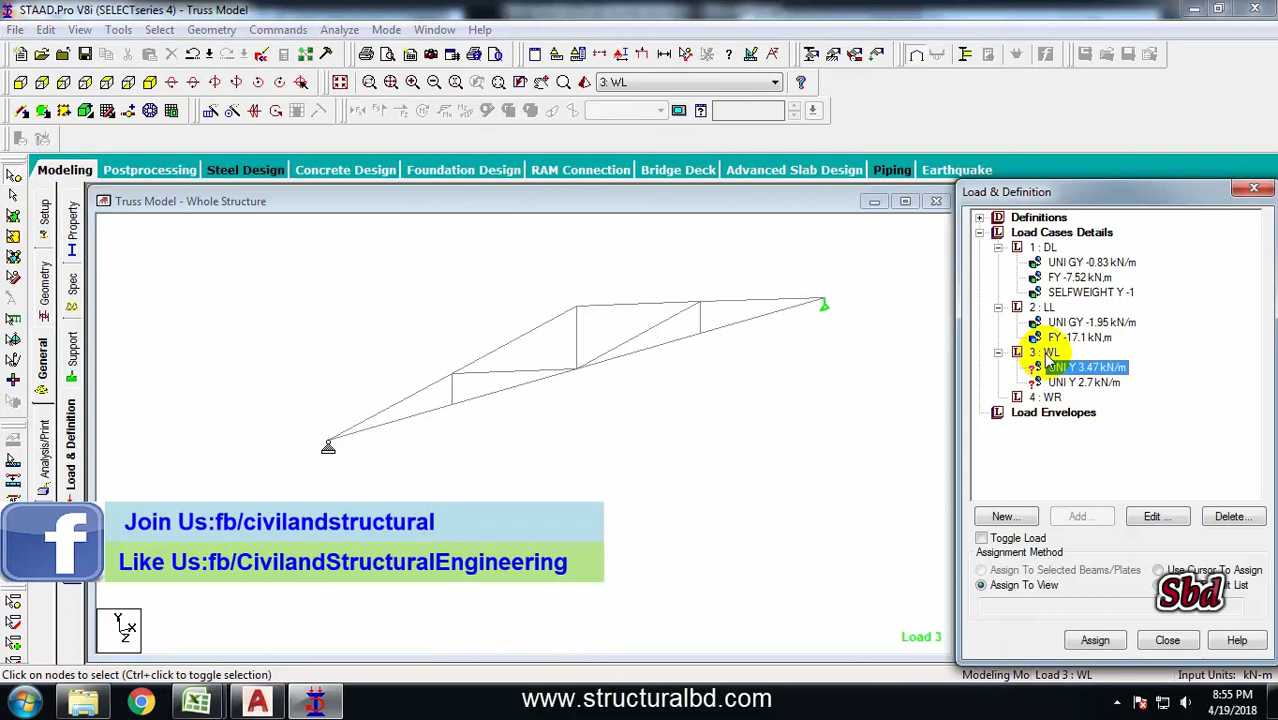 STAAD.Pro V8i (SELECTseries 4) - Truss Model
File Edit View Tools Select Geometry Commands Analyze Mode Window Help
3: WL
Modeling Postprocessing Steel Design Concrete Design Foundation Design RAM Connection Bridge Deck Advanced Slab Design Piping Earthquake
Truss Model - Whole Structure
Setup
Geometry
General
Analysis/Print
Property
Spec
Support
Load & Definition
Load & Definition
Definitions
Load Cases Details
1 : DL
UNI GY -0.83 kN/m
FY -7.52 kN,m
SELFWEIGHT Y -1
2 : LL
UNI GY -1.95 kN/m
FY -17.1 kN,m
3 : WL
UNI Y 3.47 kN/m
UNI Y 2.7 kN/m
4 : WR
Load Envelopes
New... Add... Edit ... Delete...
Toggle Load
Assignment Method
Assign To Selected Beams/Plates
Use Cursor To Assign
Assign To View
List
Assign Close Help
Join Us:fb/civilandstructural
Like Us:fb/CivilandStructuralEngineering
Sbd
Y
X
Z
Load 3
Click on nodes to select (Ctrl+click to toggle selection)
Modeling Mo Load 3 : WL Input Units: kN-m
www.structuralbd.com
8:55 PM
4/19/2018